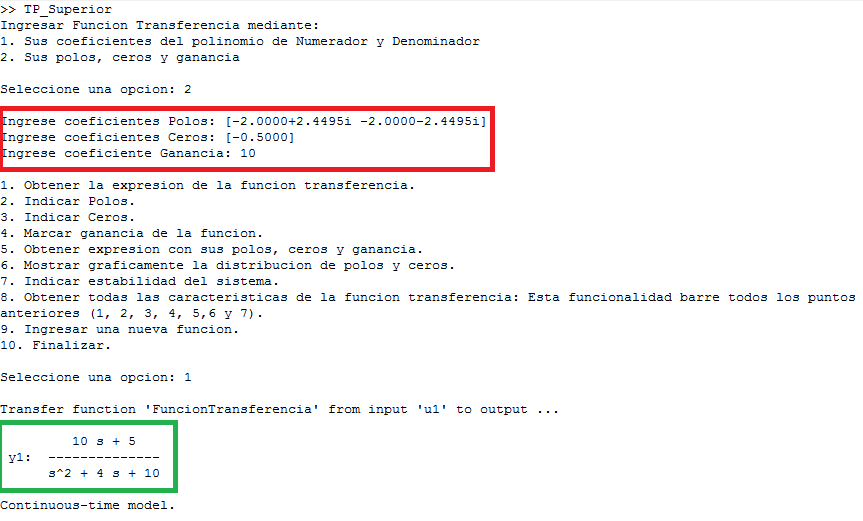 >> TP_Superior
Ingresar Funcion Transferencia mediante:
1. Sus coeficientes del polinomio de Numerador y Denominador
2. Sus polos, ceros y ganancia
Seleccione una opcion: 2
Ingrese coeficientes Polos: [-2.0000+2.4495i -2.0000-2.4495i]
Ingrese coeficientes Ceros: [-0.5000]
Ingrese coeficiente Ganancia: 10
1. Obtener la expresion de la funcion transferencia.
2. Indicar Polos.
3. Indicar Ceros.
4. Marcar ganancia de la funcion.
5. Obtener expresion con sus polos, ceros y ganancia.
6. Mostrar graficamente la distribucion de polos y ceros.
7. Indicar estabilidad del sistema.
8. Obtener todas las caracteristicas de la funcion transferencia: Esta funcionalidad barre todos los puntos
anteriores (1, 2, 3, 4, 5,6 y 7).
9. Ingresar una nueva funcion.
10. Finalizar.
Seleccione una opcion: 1
Transfer function 'FuncionTransferencia' from input 'u1' to output ...
10 s + 5
y1: --------------
s^2 + 4 s + 10
Continuous-time model.